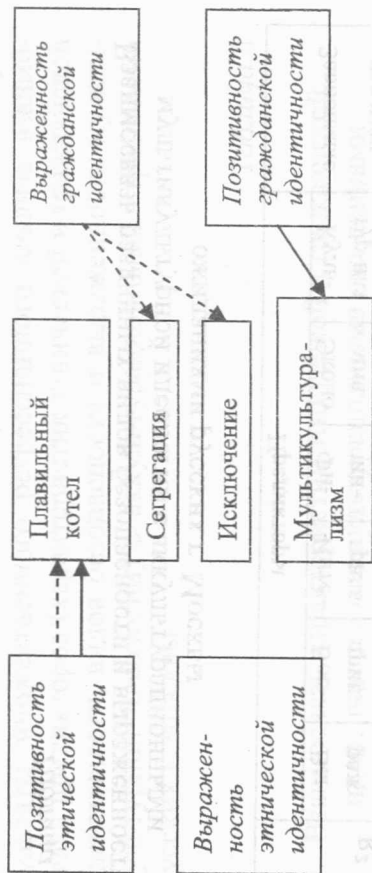 Позитивность
этической
идентичности
Выражен-
ность
этнической
идентичности
Плавильный
котел
Сегрегация
Исключение
Мультикультура-
лизм
Выраженность
гражданской
идентичности
Позитивность
гражданской
идентичности